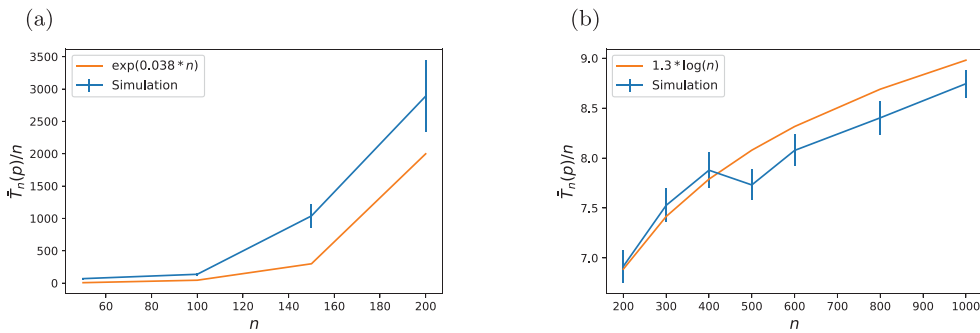 (a)
exp(0.038 * n)
Simulation
3500
3000
2500
2000
1500
1000
500
0
T̄ₙ(p)/n
60 80 100 120 140 160 180 200
n
(b)
1.3 * log(n)
Simulation
9.0
8.5
8.0
7.5
7.0
T̄ₙ(p)/n
200 300 400 500 600 700 800 900 1000
n